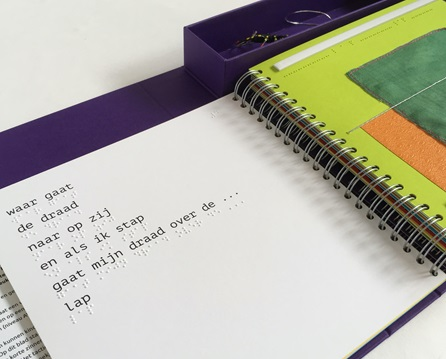 waar gaat
de draad
naar op zij
en als ik stap
gaat mijn draad over de ...
lap